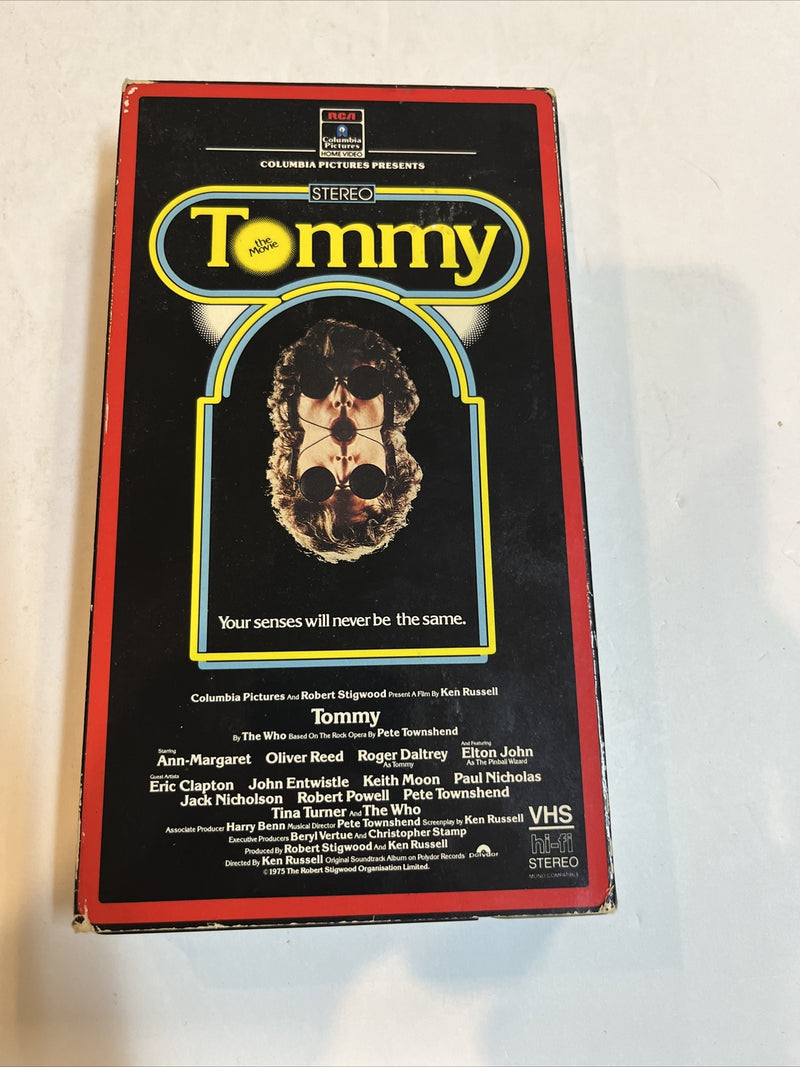 RCA
Columbia
Pictures
HOME VIDEO
COLUMBIA PICTURES PRESENTS
STEREO
Tommy
the
Movie
Your senses will never be the same.
Columbia Pictures And Robert Stigwood Present A Film By Ken Russell
Tommy
By The Who Based On The Rock Opera By Pete Townshend
Starring
Ann-Margaret Oliver Reed Roger Daltrey
As Tommy
And Featuring
Elton John
As The Pinball Wizard
Guest Artists
Eric Clapton John Entwistle Keith Moon Paul Nicholas
Jack Nicholson Robert Powell Pete Townshend
Tina Turner And The Who
Associate Producer Harry Benn Musical Director Pete Townshend Screenplay by Ken Russell
Executive Producers Beryl Vertue And Christopher Stamp
Produced By Robert Stigwood And Ken Russell
Directed By Ken Russell Original Soundtrack Album on Polydor Records polydor
© 1975 The Robert Stigwood Organisation Limited.
VHS
hi-fi
STEREO
MONO COMPATIBLE